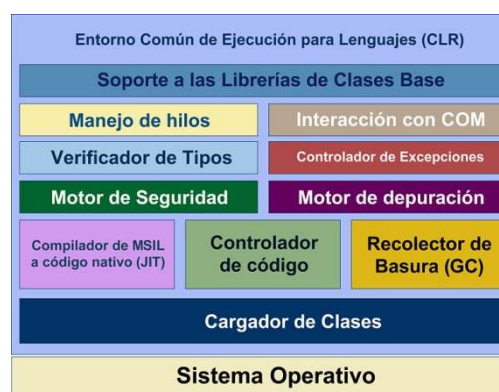 Entorno Común de Ejecución para Lenguajes (CLR)
Soporte a las Librerías de Clases Base
Manejo de hilos
Interacción con COM
Verificador de Tipos
Controlador de Excepciones
Motor de Seguridad
Motor de depuración
Compilador de MSIL
a código nativo (JIT)
Controlador
de código
Recolector de
Basura (GC)
Cargador de Clases
Sistema Operativo